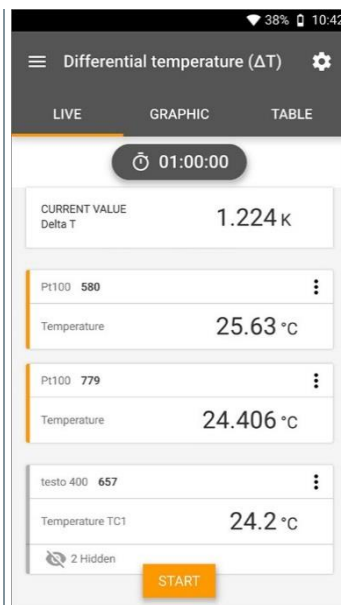 38% 10:42
Differential temperature (ΔT)
LIVE GRAPHIC TABLE
01:00:00
CURRENT VALUE
Delta T
1.224 K
Pt100 580
Temperature 25.63 °C
Pt100 779
Temperature 24.406 °C
testo 400 657
Temperature TC1 24.2 °C
2 Hidden
START